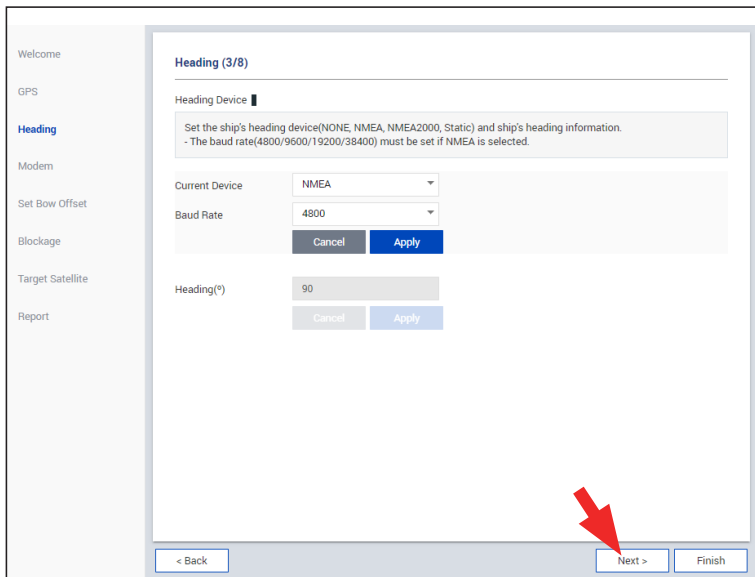 Welcome
GPS
Heading
Modem
Set Bow Offset
Blockage
Target Satellite
Report
Heading (3/8)
Heading Device
Set the ship's heading device(NONE, NMEA, NMEA2000, Static) and ship's heading information.
- The baud rate(4800/9600/19200/38400) must be set if NMEA is selected.
Current Device NMEA
Baud Rate 4800
Cancel Apply
Heading(º) 90
Cancel Apply
< Back Next > Finish